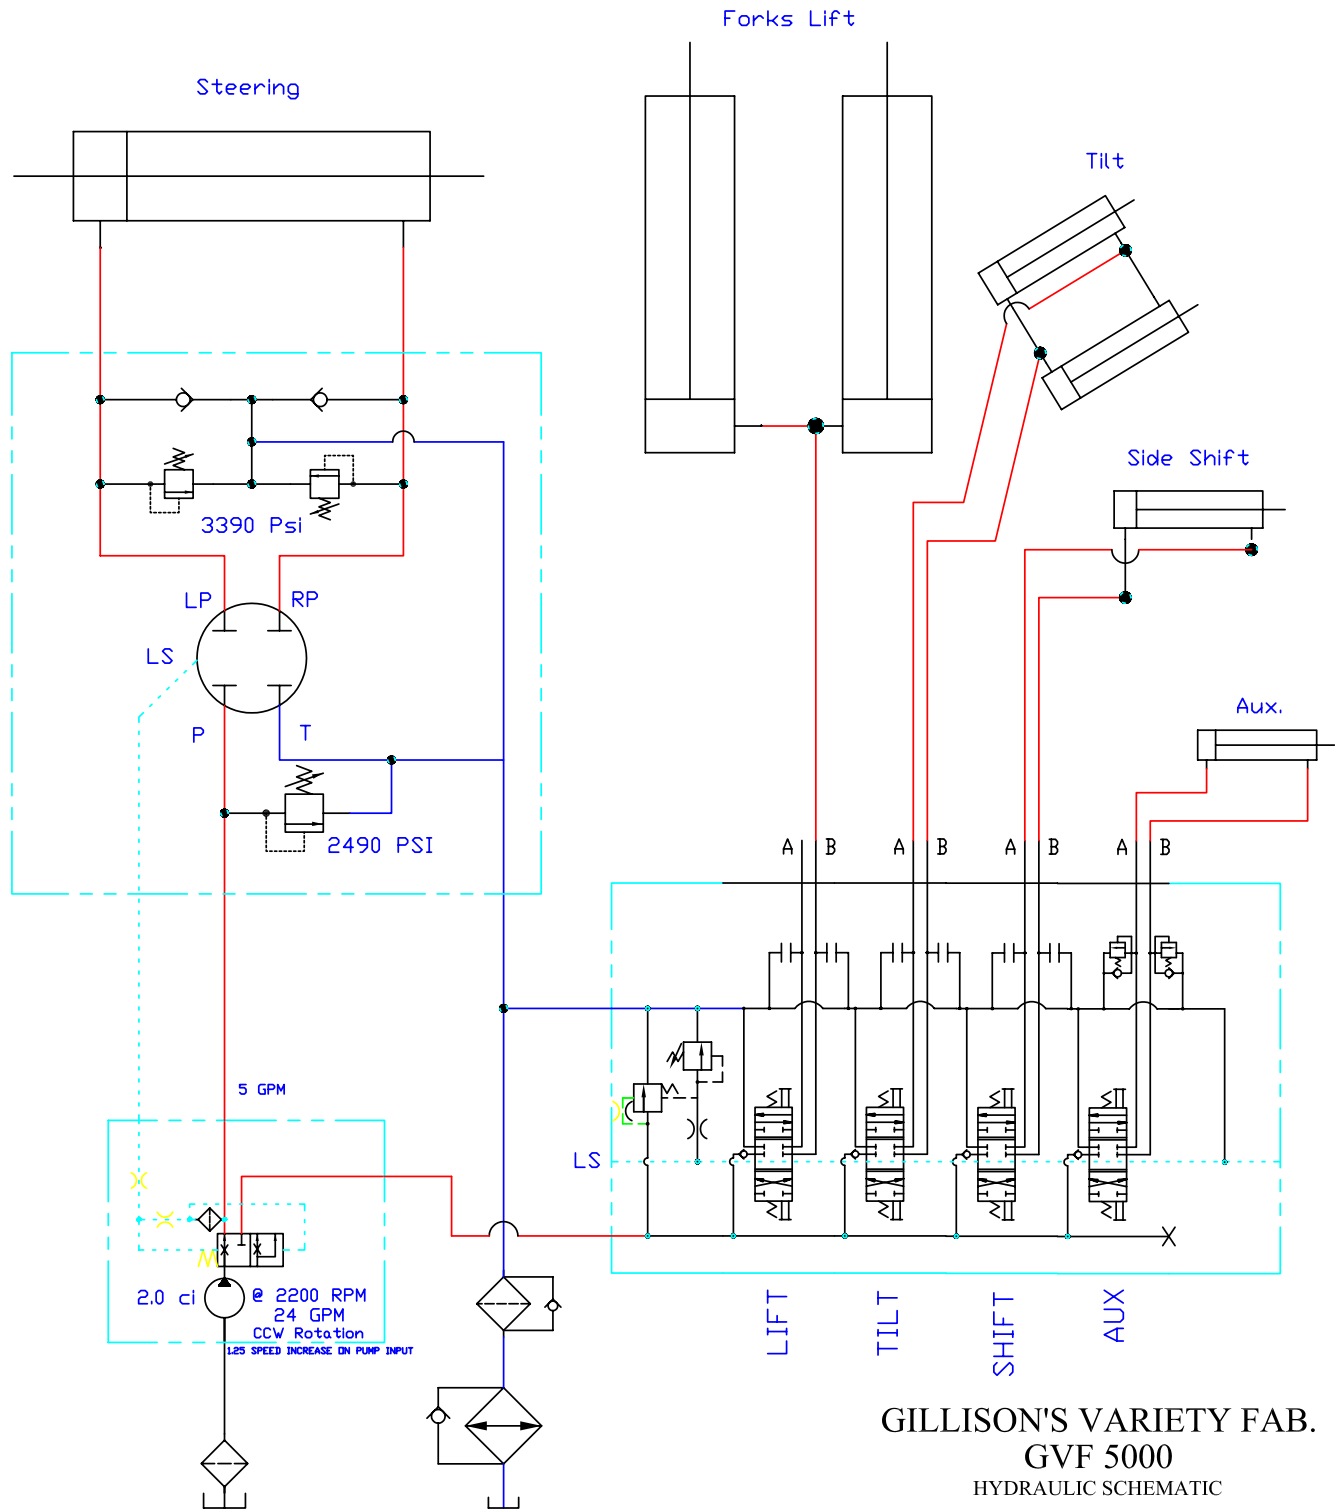 Forks Lift
Steering
Tilt
Side Shift
3390 Psi
LP
RP
LS
P
T
Aux.
2490 PSI
A
B
A
B
A
B
A
B
5 GPM
LS
2.0 ci
@ 2200 RPM
24 GPM
CCW Rotation
1.25 SPEED INCREASE ON PUMP INPUT
LIFT
TILT
SHIFT
AUX
GILLISON'S VARIETY FAB.
GVF 5000
HYDRAULIC SCHEMATIC